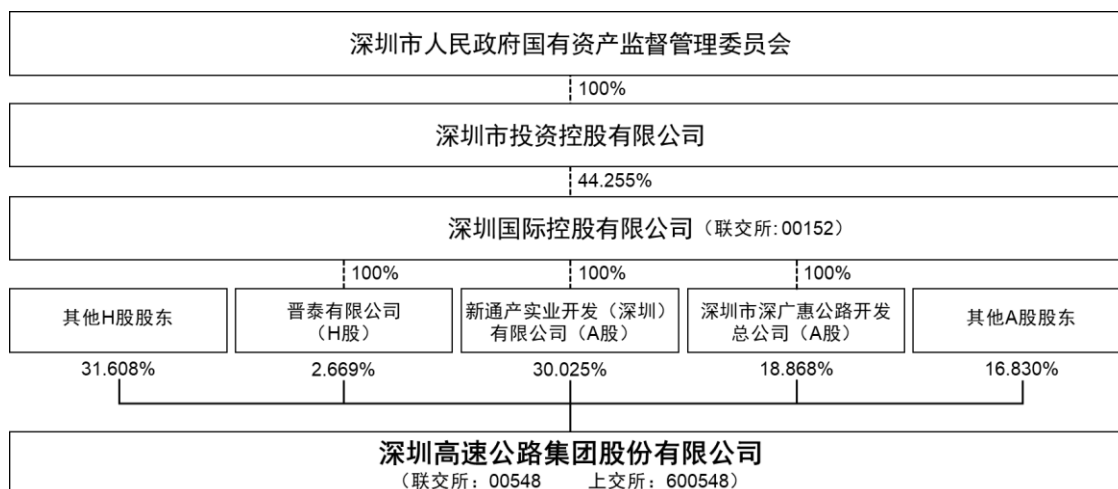 深圳市人民政府国有资产监督管理委员会
100%
深圳市投资控股有限公司
44.255%
深圳国际控股有限公司（联交所: 00152）
100%
100%
100%
其他H股股东
晋泰有限公司
（H股）
新通产实业开发（深圳）
有限公司（A股）
深圳市深广惠公路开发
总公司（A股）
其他A股股东
31.608%
2.669%
30.025%
18.868%
16.830%
深圳高速公路集团股份有限公司
（联交所：00548 上交所：600548）